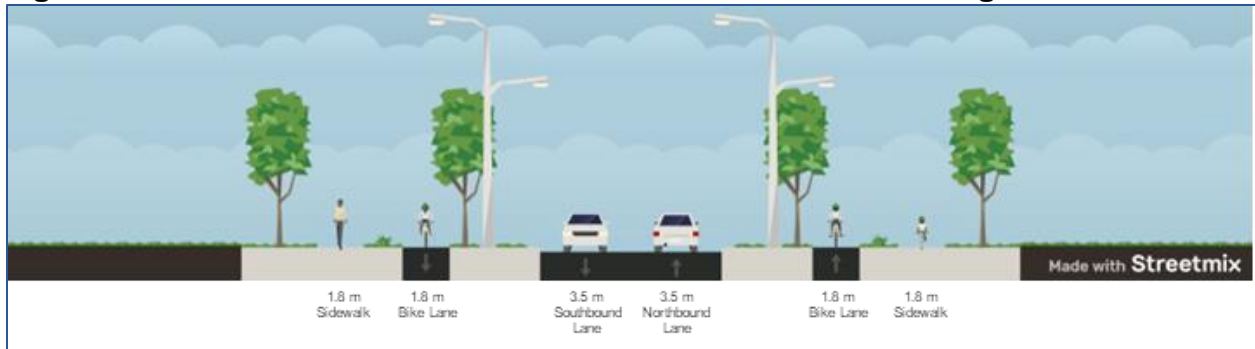 Made with Streetmix
1.8 m
Sidewalk
1.8 m
Bike Lane
3.5 m
Southbound
Lane
3.5 m
Northbound
Lane
1.8 m
Bike Lane
1.8 m
Sidewalk